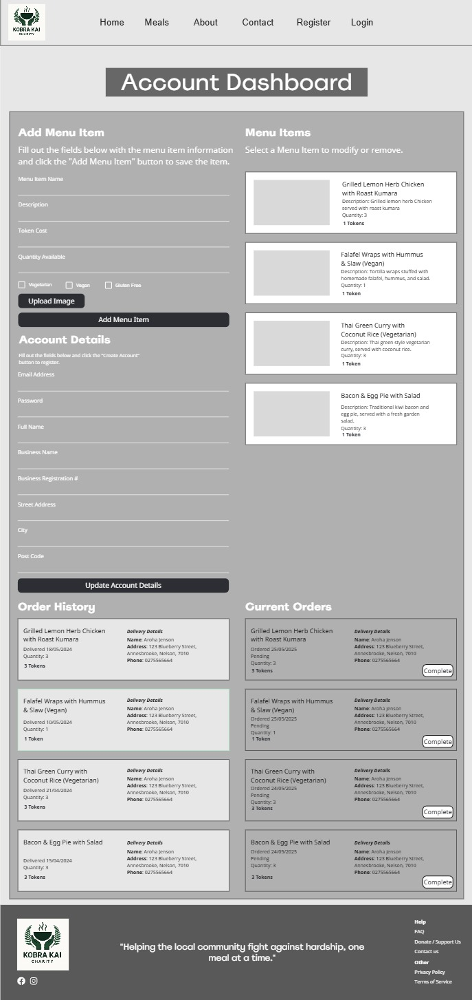 KOBRA KAI
CHARITY
Home
Meals
About
Contact
Register
Login
Account Dashboard
Add Menu Item
Fill out the fields below with the menu item information
and click the "Add Menu Item" button to save the item.
Menu Item Name
Description
Token Cost
Quantity Available
Vegetarian
Vegan
Gluten Free
Upload Image
Add Menu Item
Menu Items
Select a Menu Item to modify or remove.
Grilled Lemon Herb Chicken
with Roast Kumara
Description: Grilled lemon herb Chicken
served with roast kumara
Quantity: 3
1 Tokens
Falafel Wraps with Hummus
& Slaw (Vegan)
Description: Tortilla wraps stuffed with
homemade falafel, hummus, and salad.
Quantity: 1
1 Token
Thai Green Curry with
Coconut Rice (Vegetarian)
Description: Thai green style vegetarian
curry, served with coconut rice.
Quantity: 3
1 Token
Bacon & Egg Pie with Salad
Description: Traditional kiwi bacon and
egg pie, served with a fresh garden
salad.
Quantity: 3
1 Token
Account Details
Fill out the fields below and click the "Create Account"
button to register.
Email Address
Password
Full Name
Business Name
Business Registration #
Street Address
City
Post Code
Update Account Details
Order History
Grilled Lemon Herb Chicken
with Roast Kumara
Delivered 18/05/2024
Quantity: 3
3 Tokens
Delivery Details
Name: Aroha Jenson
Address: 123 Blueberry Street,
Annesbrooke, Nelson, 7010
Phone: 0275565664
Falafel Wraps with Hummus
& Slaw (Vegan)
Delivered 10/05/2024
Quantity: 1
1 Token
Delivery Details
Name: Aroha Jenson
Address: 123 Blueberry Street,
Annesbrooke, Nelson, 7010
Phone: 0275565664
Thai Green Curry with
Coconut Rice (Vegetarian)
Delivered 21/04/2024
Quantity: 3
3 Tokens
Delivery Details
Name: Aroha Jenson
Address: 123 Blueberry Street,
Annesbrooke, Nelson, 7010
Phone: 0275565664
Bacon & Egg Pie with Salad
Delivered 15/04/2024
Quantity: 3
3 Tokens
Delivery Details
Name: Aroha Jenson
Address: 123 Blueberry Street,
Annesbrooke, Nelson, 7010
Phone: 0275565664
Current Orders
Grilled Lemon Herb Chicken
with Roast Kumara
Ordered 25/05/2025
Pending
Quantity: 3
3 Tokens
Delivery Details
Name: Aroha Jenson
Address: 123 Blueberry Street,
Annesbrooke, Nelson, 7010
Phone: 0275565664
Complete
Falafel Wraps with Hummus
& Slaw (Vegan)
Ordered 25/05/2025
Pending
Quantity: 1
1 Token
Delivery Details
Name: Aroha Jenson
Address: 123 Blueberry Street,
Annesbrooke, Nelson, 7010
Phone: 0275565664
Complete
Thai Green Curry with
Coconut Rice (Vegetarian)
Ordered 24/05/2025
Pending
Quantity: 3
3 Tokens
Delivery Details
Name: Aroha Jenson
Address: 123 Blueberry Street,
Annesbrooke, Nelson, 7010
Phone: 0275565664
Complete
Bacon & Egg Pie with Salad
Ordered 24/05/2025
Pending
Quantity: 3
3 Tokens
Delivery Details
Name: Aroha Jenson
Address: 123 Blueberry Street,
Annesbrooke, Nelson, 7010
Phone: 0275565664
Complete
KOBRA KAI
CHARITY
"Helping the local community fight against hardship, one
meal at a time."
Help
FAQ
Donate / Support Us
Contact us
Other
Privacy Policy
Terms of Service